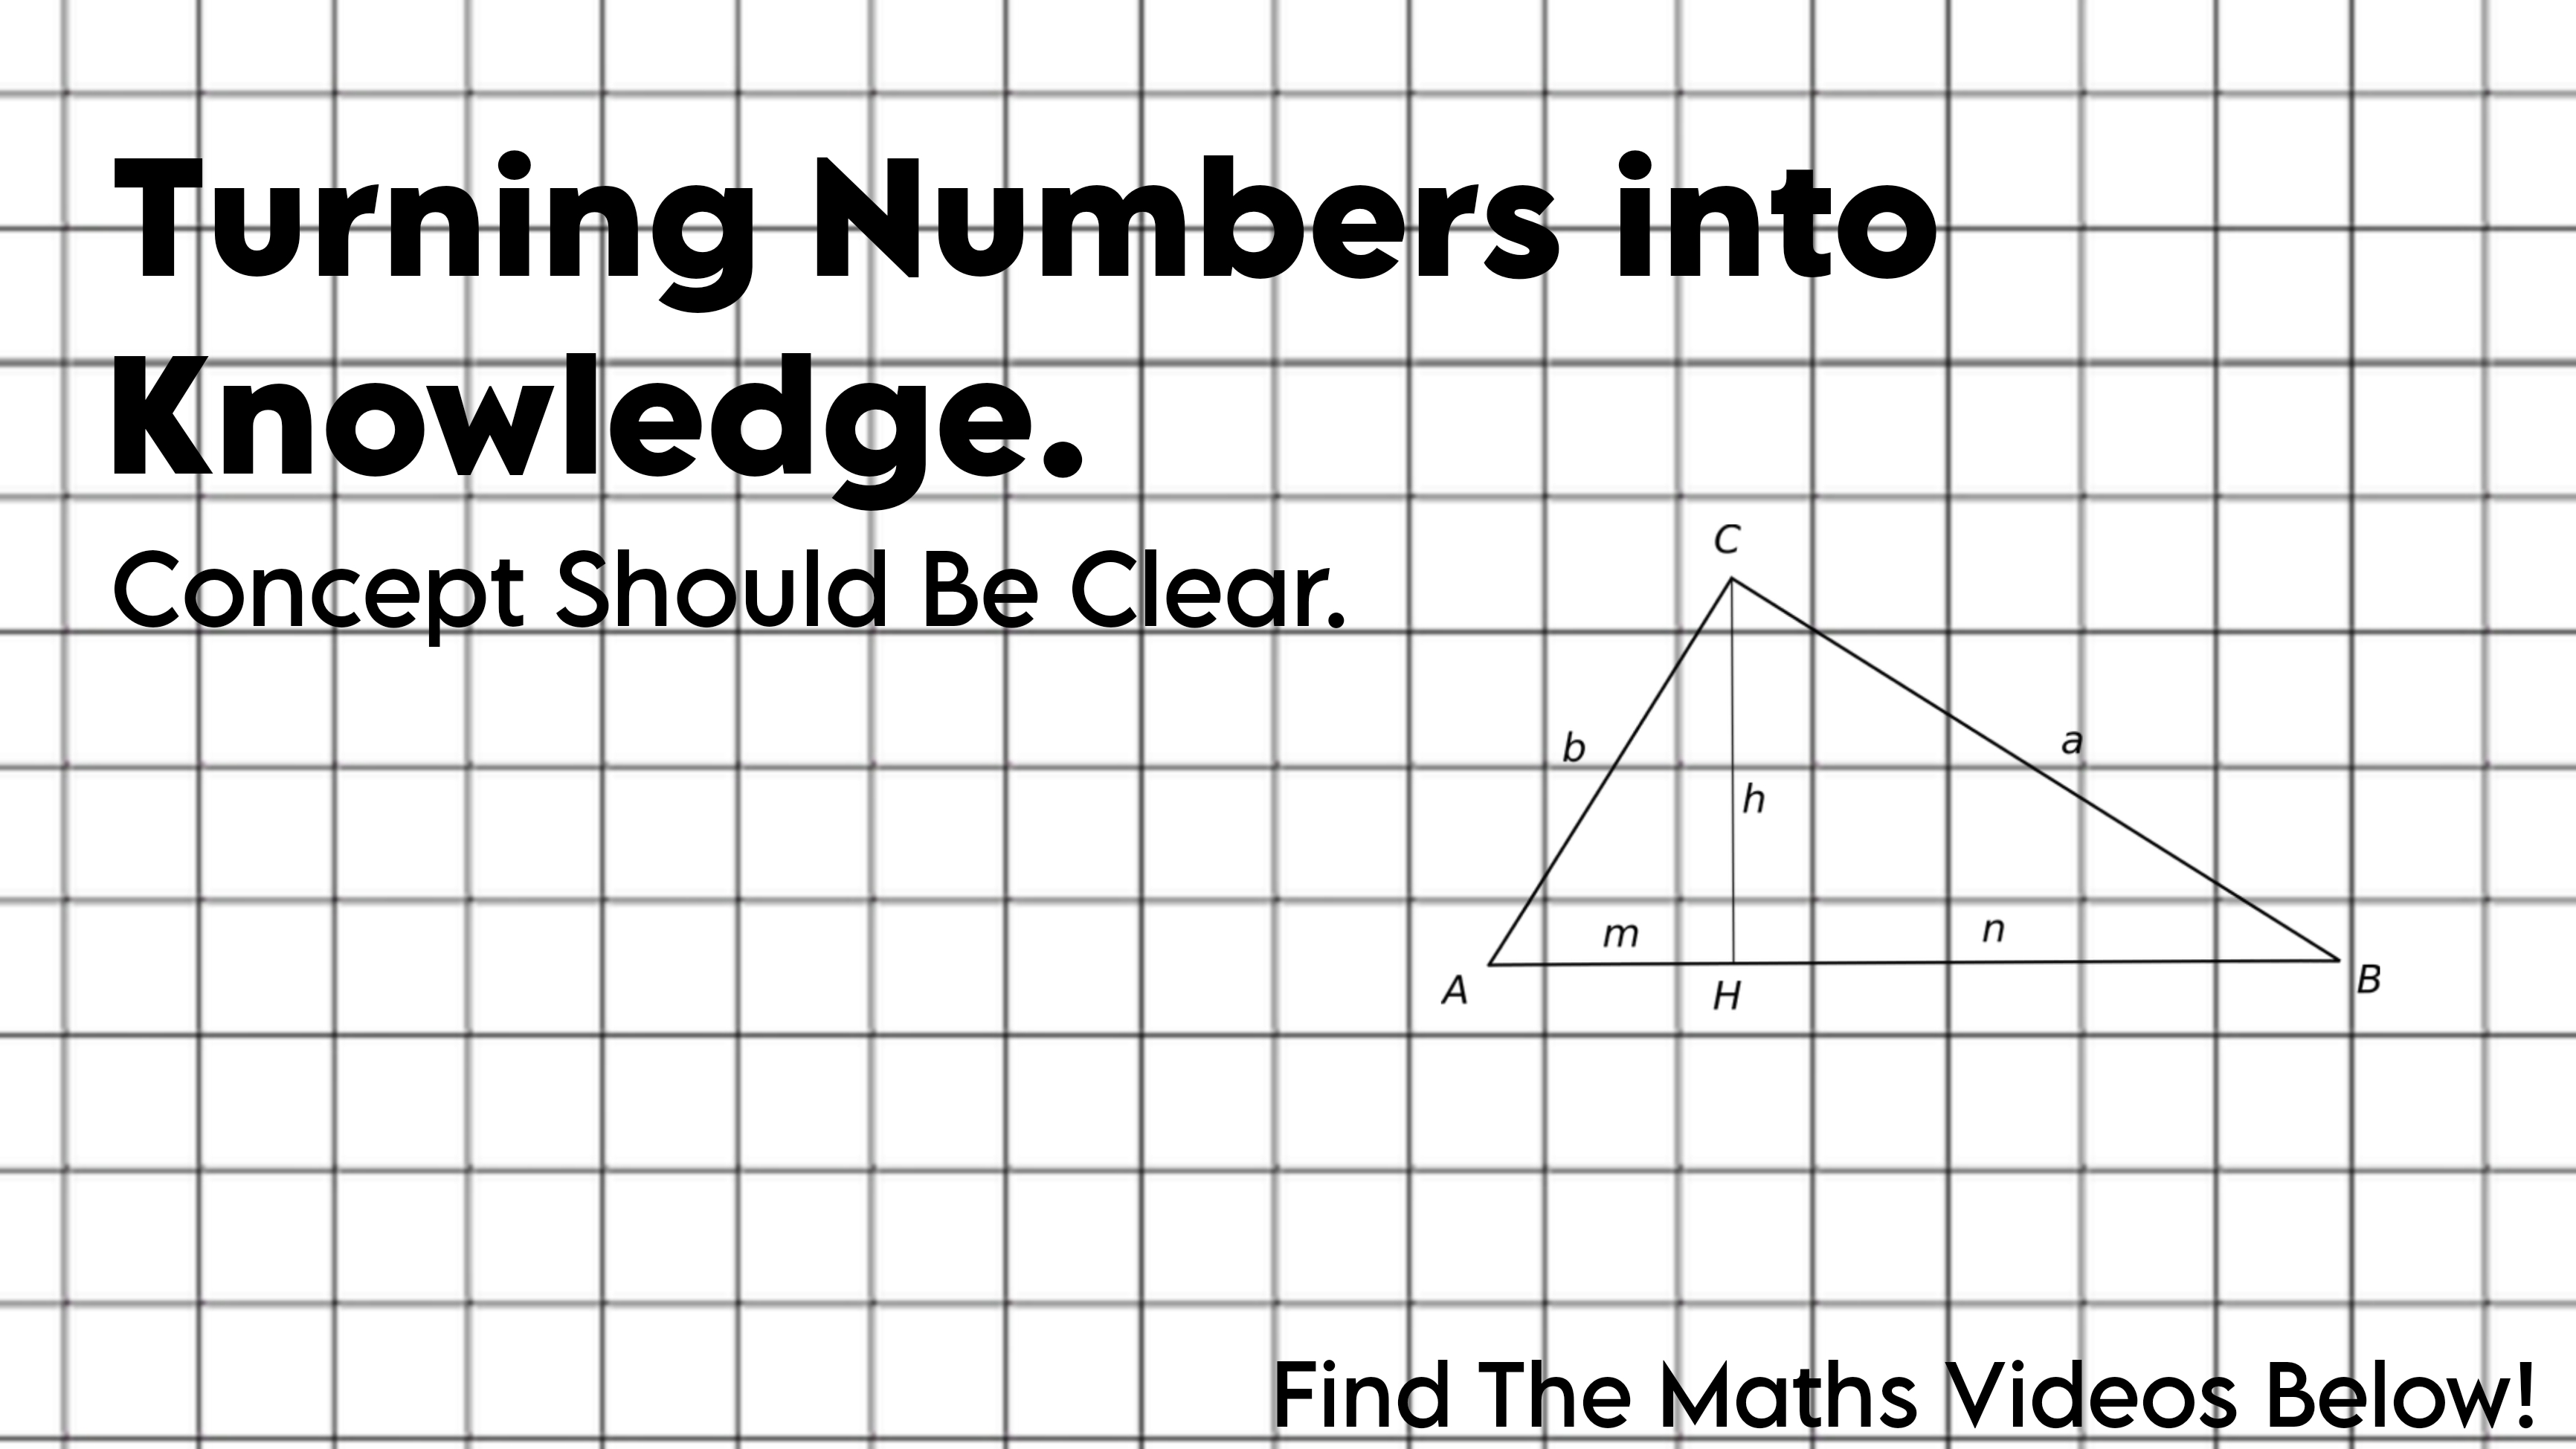 Turning Numbers into
Knowledge.
Concept Should Be Clear.
C
b
a
h
m
n
A
H
B
Find The Maths Videos Below!